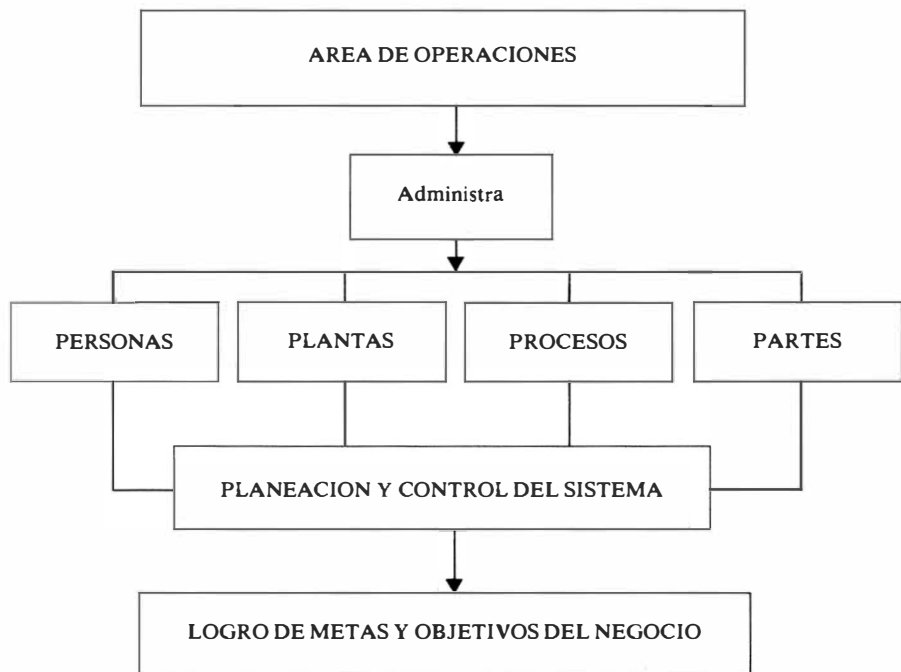 AREA DE OPERACIONES
Administra
PERSONAS
PLANTAS
PROCESOS
PARTES
PLANEACION Y CONTROL DEL SISTEMA
LOGRO DE METAS Y OBJETIVOS DEL NEGOCIO